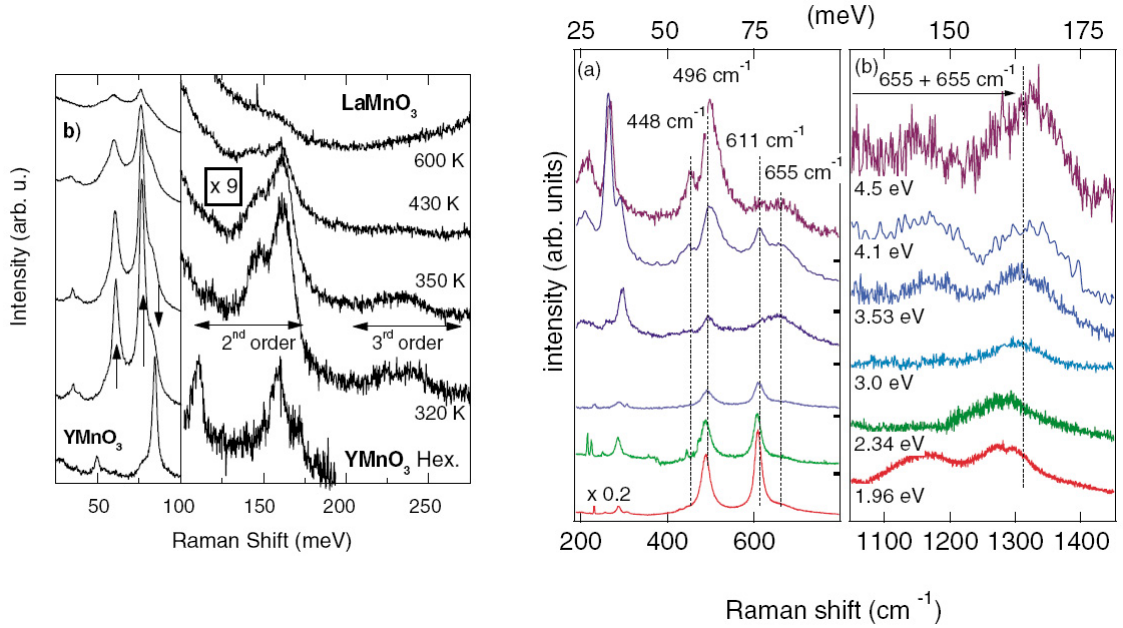 b)
LaMnO3
600 K
x 9
430 K
350 K
2nd order
3rd order
320 K
YMnO3
YMnO3 Hex.
50
100
150
200
250
Raman Shift (meV)
Intensity (arb. u.)
(meV)
25
75
150
175
(a)
496 cm-1
448 cm-1
611 cm-1
655 cm-1
x 0.2
(b)
655 + 655 cm-1
4.5 eV
4.1 eV
3.53 eV
3.0 eV
2.34 eV
1.96 eV
200
400
600
1100
1200
1300
1400
intensity (arb. units)
Raman shift (cm -1)